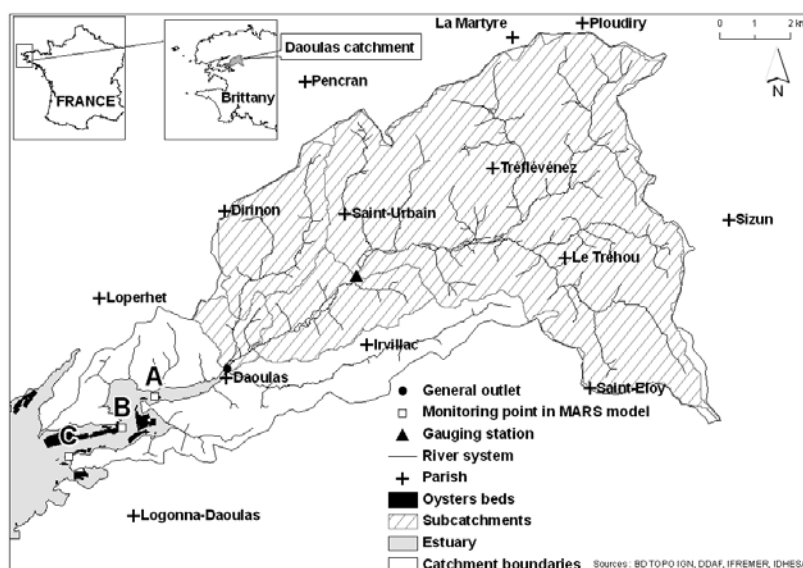 La Martyre
Ploudiry
0 1 2 km
Daoulas catchment
FRANCE
Brittany
Pencran
N
Tréflévénez
Dirinon
Saint-Urbain
Sizun
Le Tréhou
Loperhet
Irvillac
A
Daoulas
Saint-Eloy
B
C
Logonna-Daoulas
General outlet
Monitoring point in MARS model
Gauging station
River system
Parish
Oysters beds
Subcatchments
Estuary
Catchment boundaries
Sources : BD TOPO IGN, DDAF, IFREMER, IDHESA